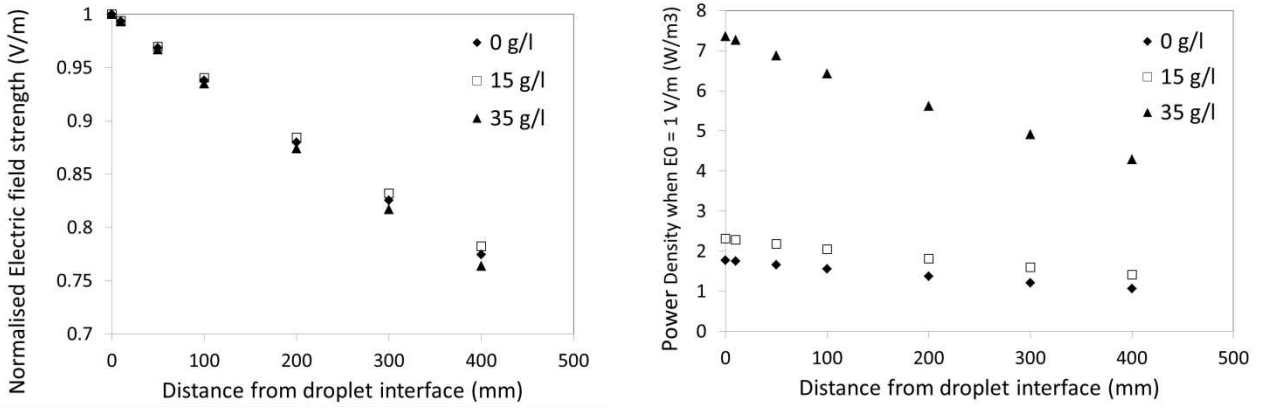 Normalised Electric field strength (V/m)
1
0.95
0.9
0.85
0.8
0.75
0.7
0 100 200 300 400 500
Distance from droplet interface (mm)
0 g/l
15 g/l
35 g/l
Power Density when E0 = 1 V/m (W/m3)
8
7
6
5
4
3
2
1
0
0 100 200 300 400 500
Distance from droplet interface (mm)
0 g/l
15 g/l
35 g/l